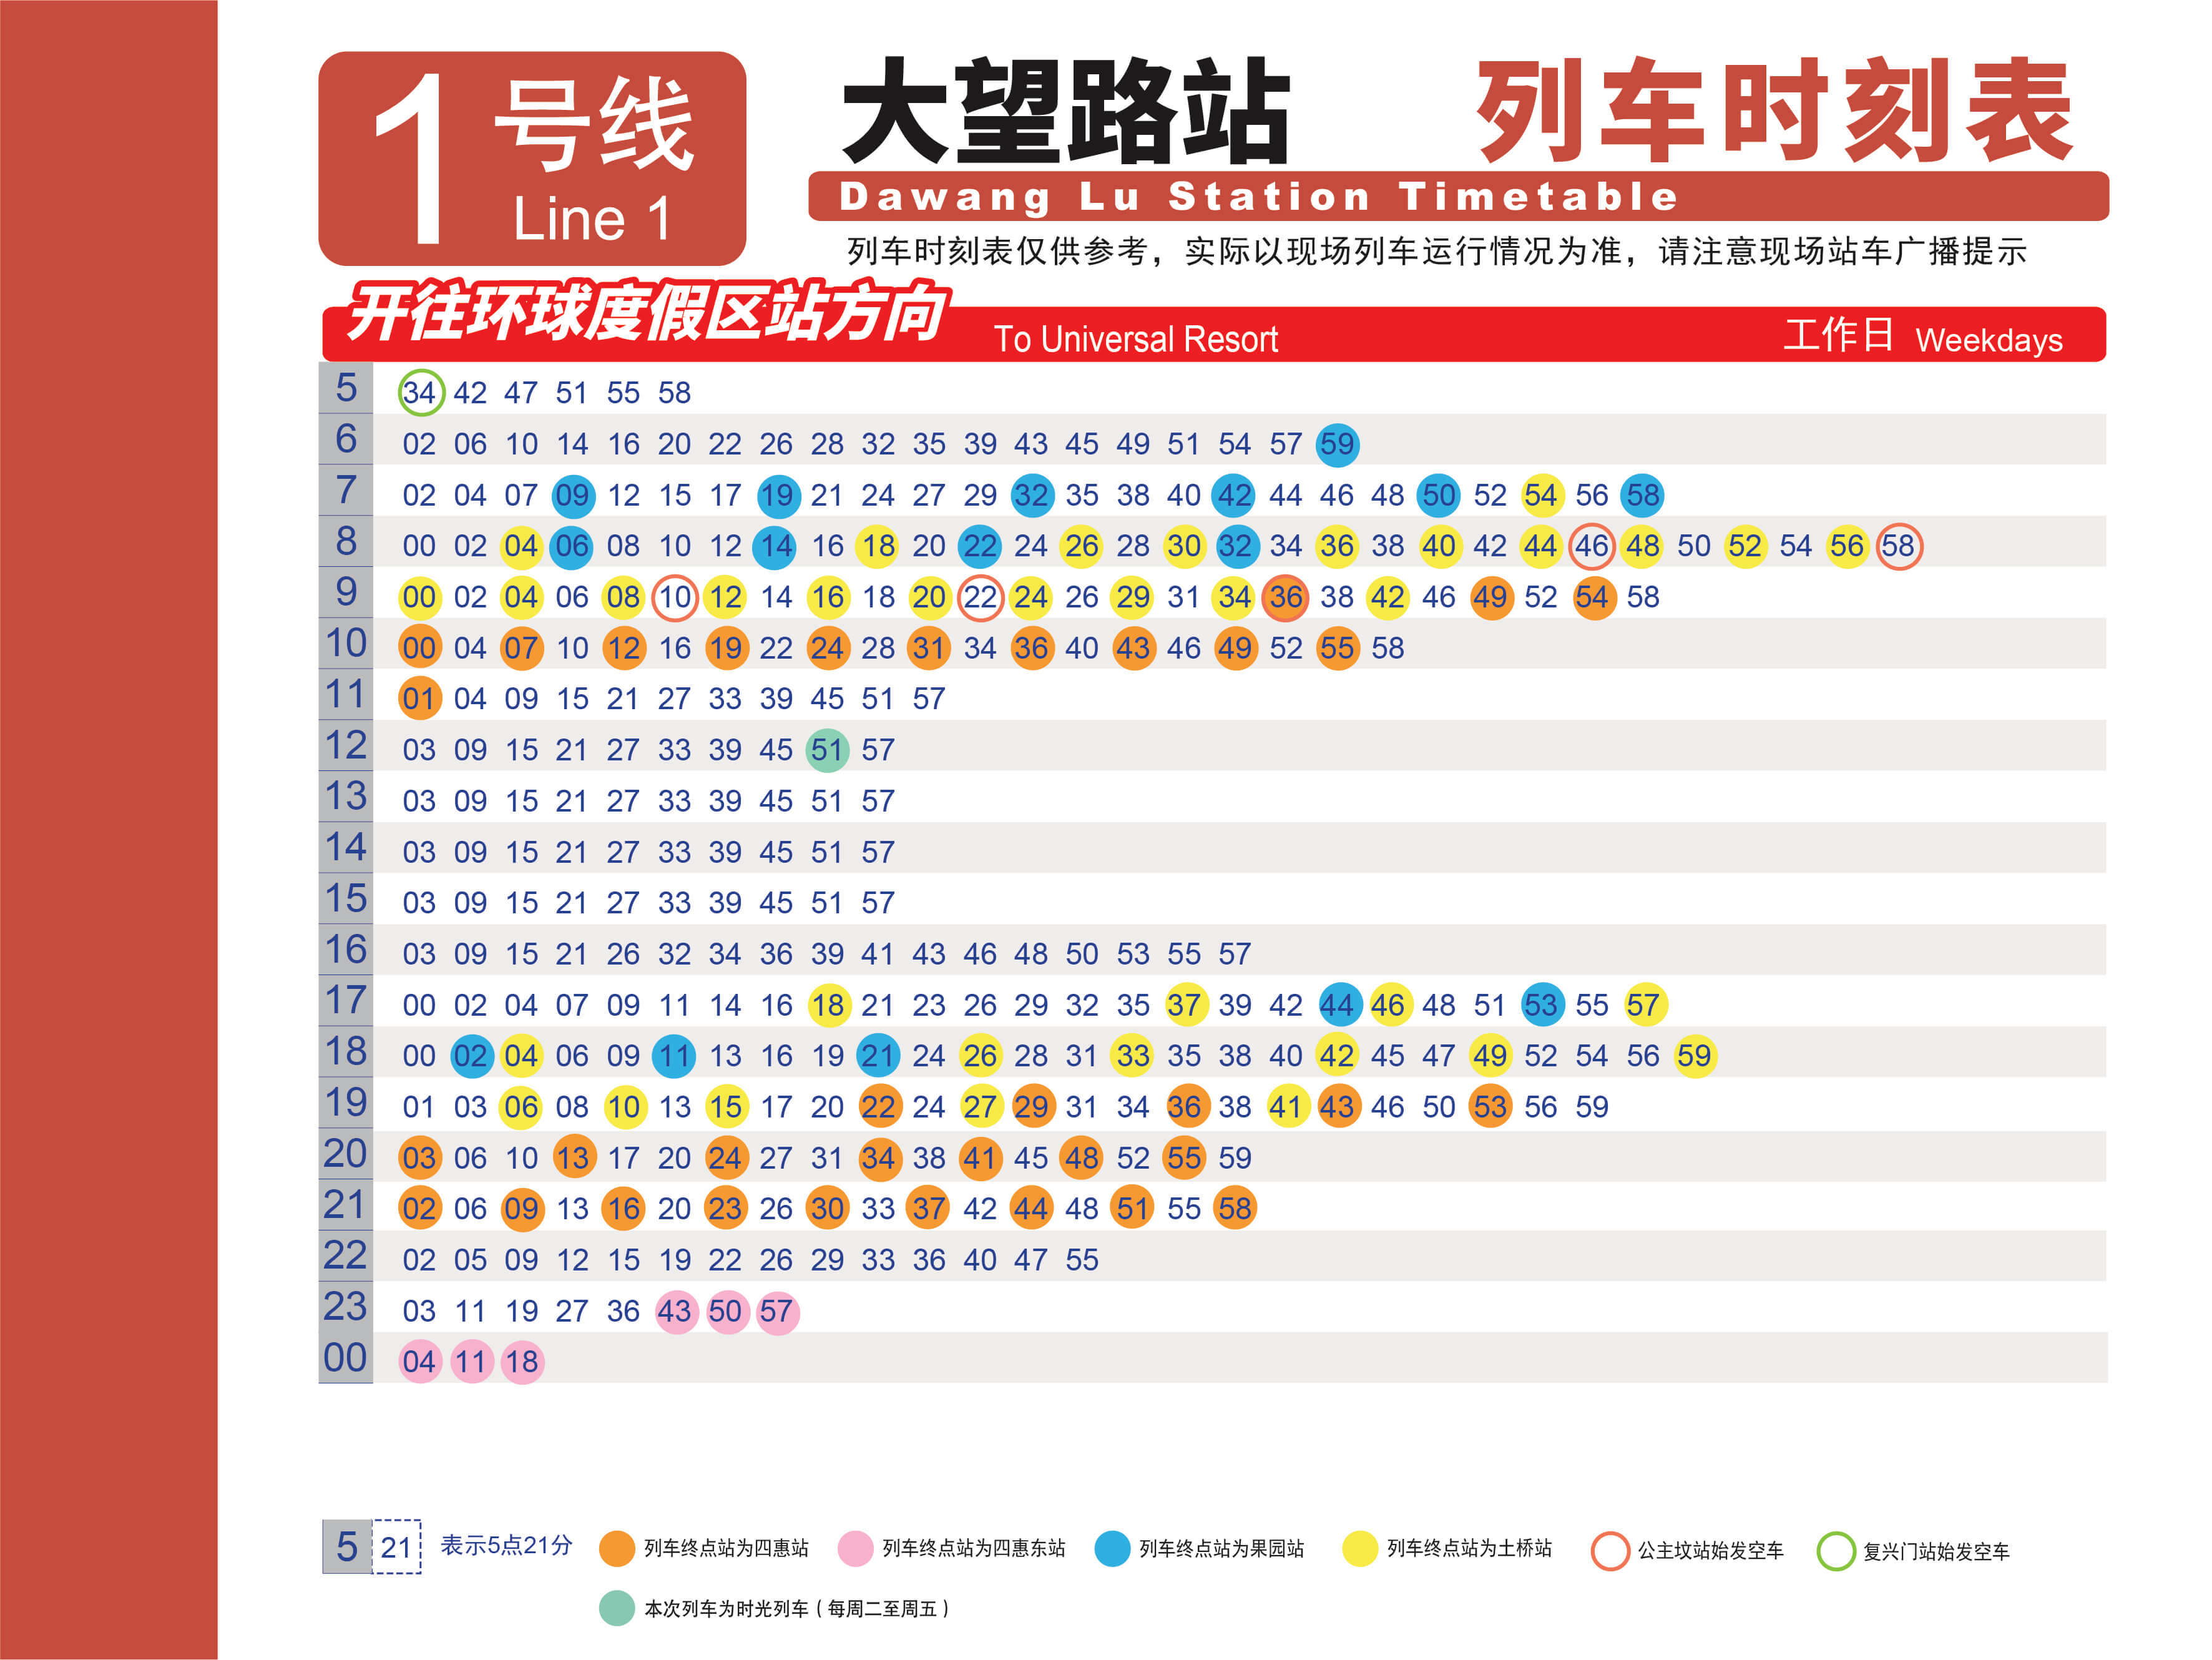 1号线
Line 1
大望路站 列车时刻表
Dawang Lu Station Timetable
列车时刻表仅供参考，实际以现场列车运行情况为准，请注意现场站车广播提示
开往环球度假区站方向 To Universal Resort 工作日 Weekdays
5 34 42 47 51 55 58
6 02 06 10 14 16 20 22 26 28 32 35 39 43 45 49 51 54 57 59
7 02 04 07 09 12 15 17 19 21 24 27 29 32 35 38 40 42 44 46 48 50 52 54 56 58
8 00 02 04 06 08 10 12 14 16 18 20 22 24 26 28 30 32 34 36 38 40 42 44 46 48 50 52 54 56 58
9 00 02 04 06 08 10 12 14 16 18 20 22 24 26 29 31 34 36 38 42 46 49 52 54 58
10 00 04 07 10 12 16 19 22 24 28 31 34 36 40 43 46 49 52 55 58
11 01 04 09 15 21 27 33 39 45 51 57
12 03 09 15 21 27 33 39 45 51 57
13 03 09 15 21 27 33 39 45 51 57
14 03 09 15 21 27 33 39 45 51 57
15 03 09 15 21 27 33 39 45 51 57
16 03 09 15 21 26 32 34 36 39 41 43 46 48 50 53 55 57
17 00 02 04 07 09 11 14 16 18 21 23 26 29 32 35 37 39 42 44 46 48 51 53 55 57
18 00 02 04 06 09 11 13 16 19 21 24 26 28 31 33 35 38 40 42 45 47 49 52 54 56 59
19 01 03 06 08 10 13 15 17 20 22 24 27 29 31 34 36 38 41 43 46 50 53 56 59
20 03 06 10 13 17 20 24 27 31 34 38 41 45 48 52 55 59
21 02 06 09 13 16 20 23 26 30 33 37 42 44 48 51 55 58
22 02 05 09 12 15 19 22 26 29 33 36 40 47 55
23 03 11 19 27 36 43 50 57
00 04 11 18
5 21 表示5点21分 列车终点站为四惠站 列车终点站为四惠东站 列车终点站为果园站 列车终点站为土桥站 公主坟站始发空车 复兴门站始发空车
本次列车为时光列车（每周二至周五）